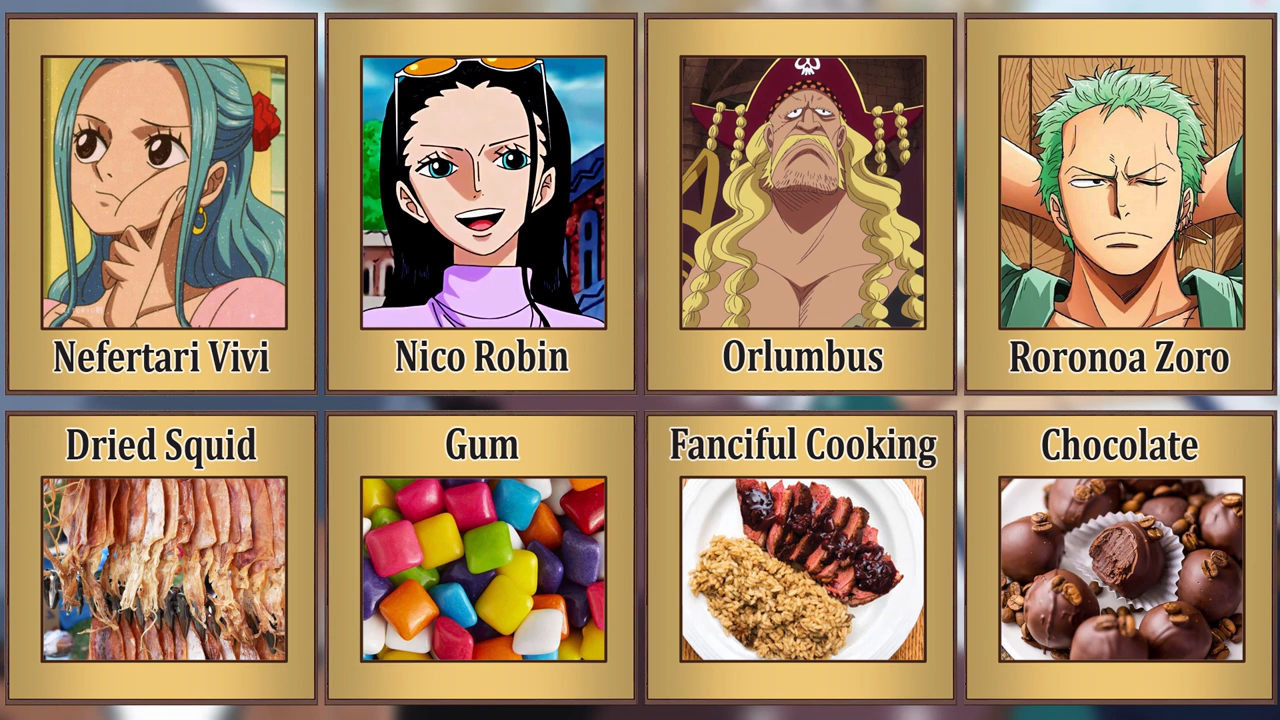 Nefertari Vivi
Nico Robin
Orlumbus
Roronoa Zoro
Dried Squid
Gum
Fanciful Cooking
Chocolate